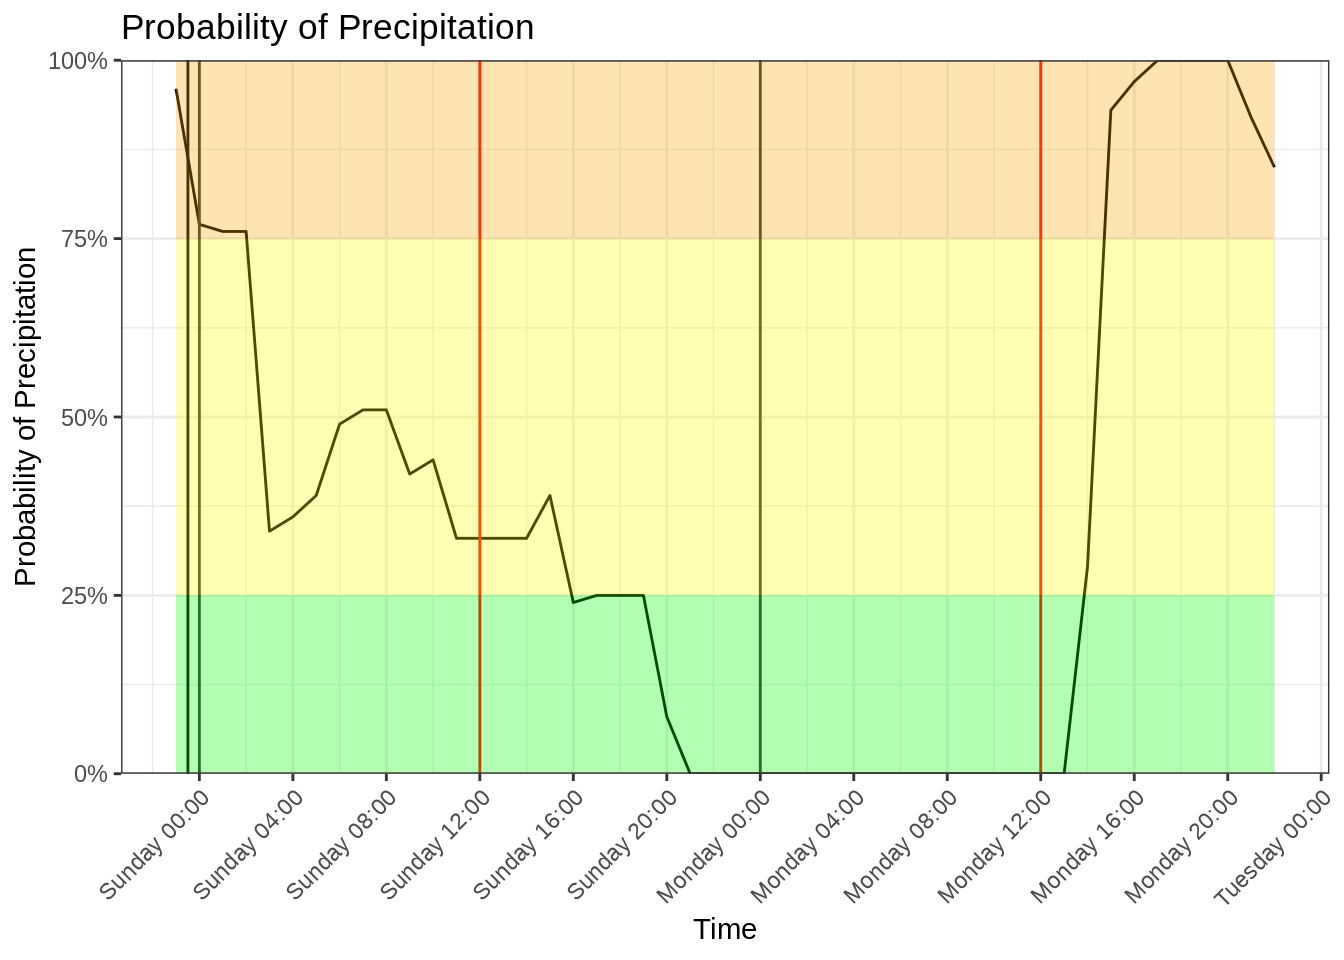 Probability of Precipitation
Probability of Precipitation
100%
75%
50%
25%
0%
Sunday 00:00
Sunday 04:00
Sunday 08:00
Sunday 12:00
Sunday 16:00
Sunday 20:00
Monday 00:00
Monday 04:00
Monday 08:00
Monday 12:00
Monday 16:00
Monday 20:00
Tuesday 00:00
Time